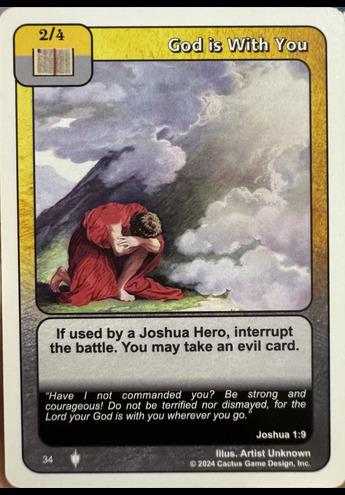 2/4
God is With You
If used by a Joshua Hero, interrupt
the battle. You may take an evil card.
"Have I not commanded you? Be strong and
courageous! Do not be terrified nor dismayed, for the
Lord your God is with you wherever you go."
Joshua 1:9
Illus. Artist Unknown
34
© 2024 Cactus Game Design, Inc.